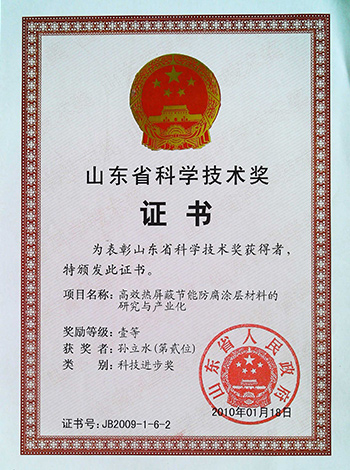 山东省科学技术奖
证书
为表彰山东省科学技术奖获得者,
特颁发此证书。
项目名称: 高效热屏蔽节能防腐涂层材料的
研究与产业化
奖励等级: 壹等
获 奖 者: 孙立水(第贰位)
类 别: 科技进步奖
山东省人民政府
2010年01月18日
证书号: JB2009-1-6-2